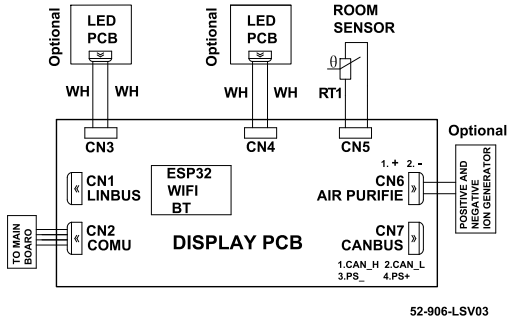 ROOM
SENSOR
Optional
LED
PCB
Optional
LED
PCB
θ
WH WH
WH WH
RT1
CN3
CN4
CN5
Optional
1. + 2. -
CN1
LINBUS
ESP32
WIFI
BT
CN6
AIR PURIFIE
POSITIVE AND
NEGATIVE
ION GENERATOR
TO MAIN
BOARD
CN2
COMU
DISPLAY PCB
CN7
CANBUS
1.CAN_H 2.CAN_L
3.PS_ 4.PS+
52-906-LSV03